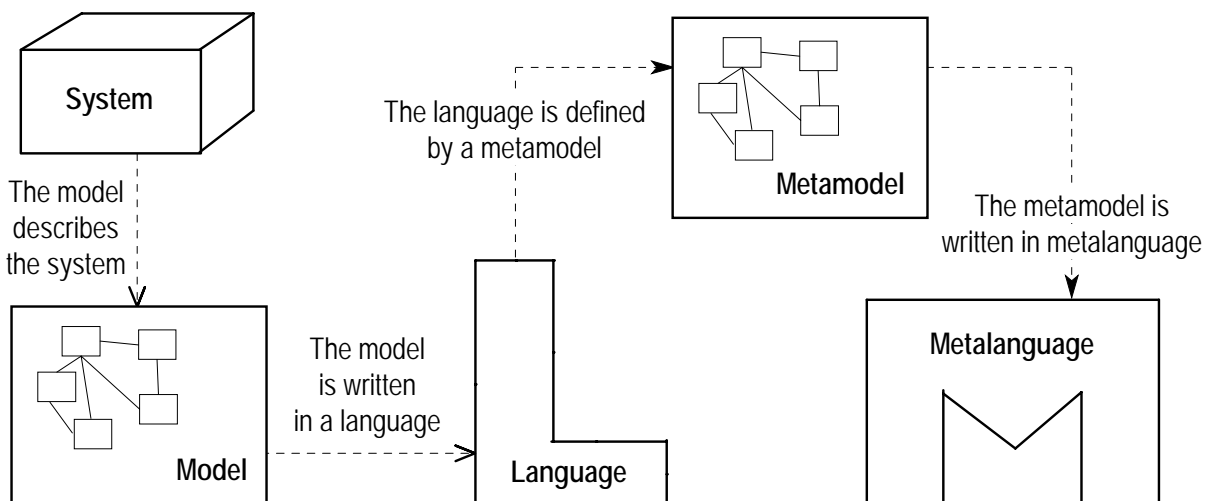 System
The model
describes
the system
Model
The model
is written
in a language
Language
The language is defined
by a metamodel
Metamodel
The metamodel is
written in metalanguage
Metalanguage